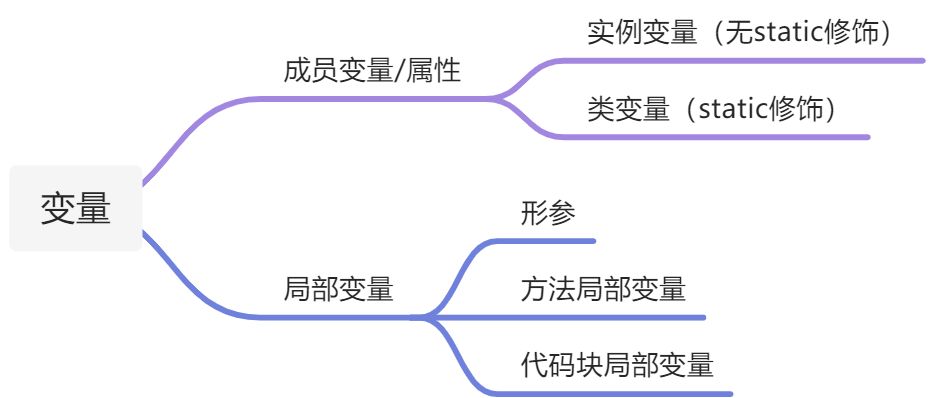 变量
成员变量/属性
实例变量（无static修饰）
类变量（static修饰）
局部变量
形参
方法局部变量
代码块局部变量